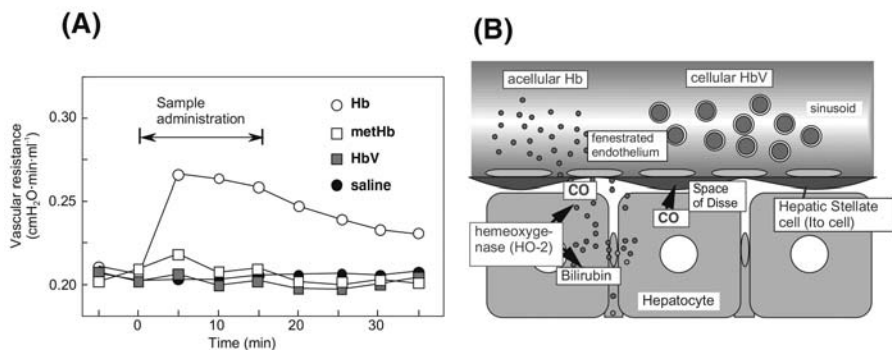 (A)
Vascular resistance
(cmH₂O·min·ml⁻¹)
0.30
0.25
0.20
Sample
administration
Hb
metHb
HbV
saline
0
10
20
30
Time (min)
(B)
acellular Hb
cellular HbV
sinusoid
fenestrated
endothelium
CO
Space
of Disse
CO
Hepatic Stellate
cell (Ito cell)
hemeoxyge-
nase (HO-2)
Bilirubin
Hepatocyte